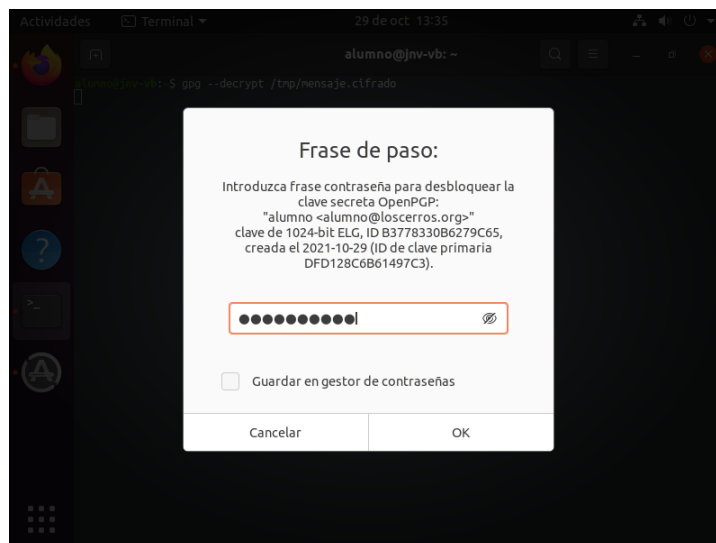 Actividades
Terminal
29 de oct 13:35
alumno@jnv-vb: ~
alumno@jnv-vb:~$ gpg --decrypt /tmp/mensaje.cifrado
Frase de paso:
Introduzca frase contraseña para desbloquear la
clave secreta OpenPGP:
"alumno <alumno@loscerros.org>"
clave de 1024-bit ELG, ID B3778330B6279C65,
creada el 2021-10-29 (ID de clave primaria
DFD128C6B61497C3).
Guardar en gestor de contraseñas
Cancelar
OK